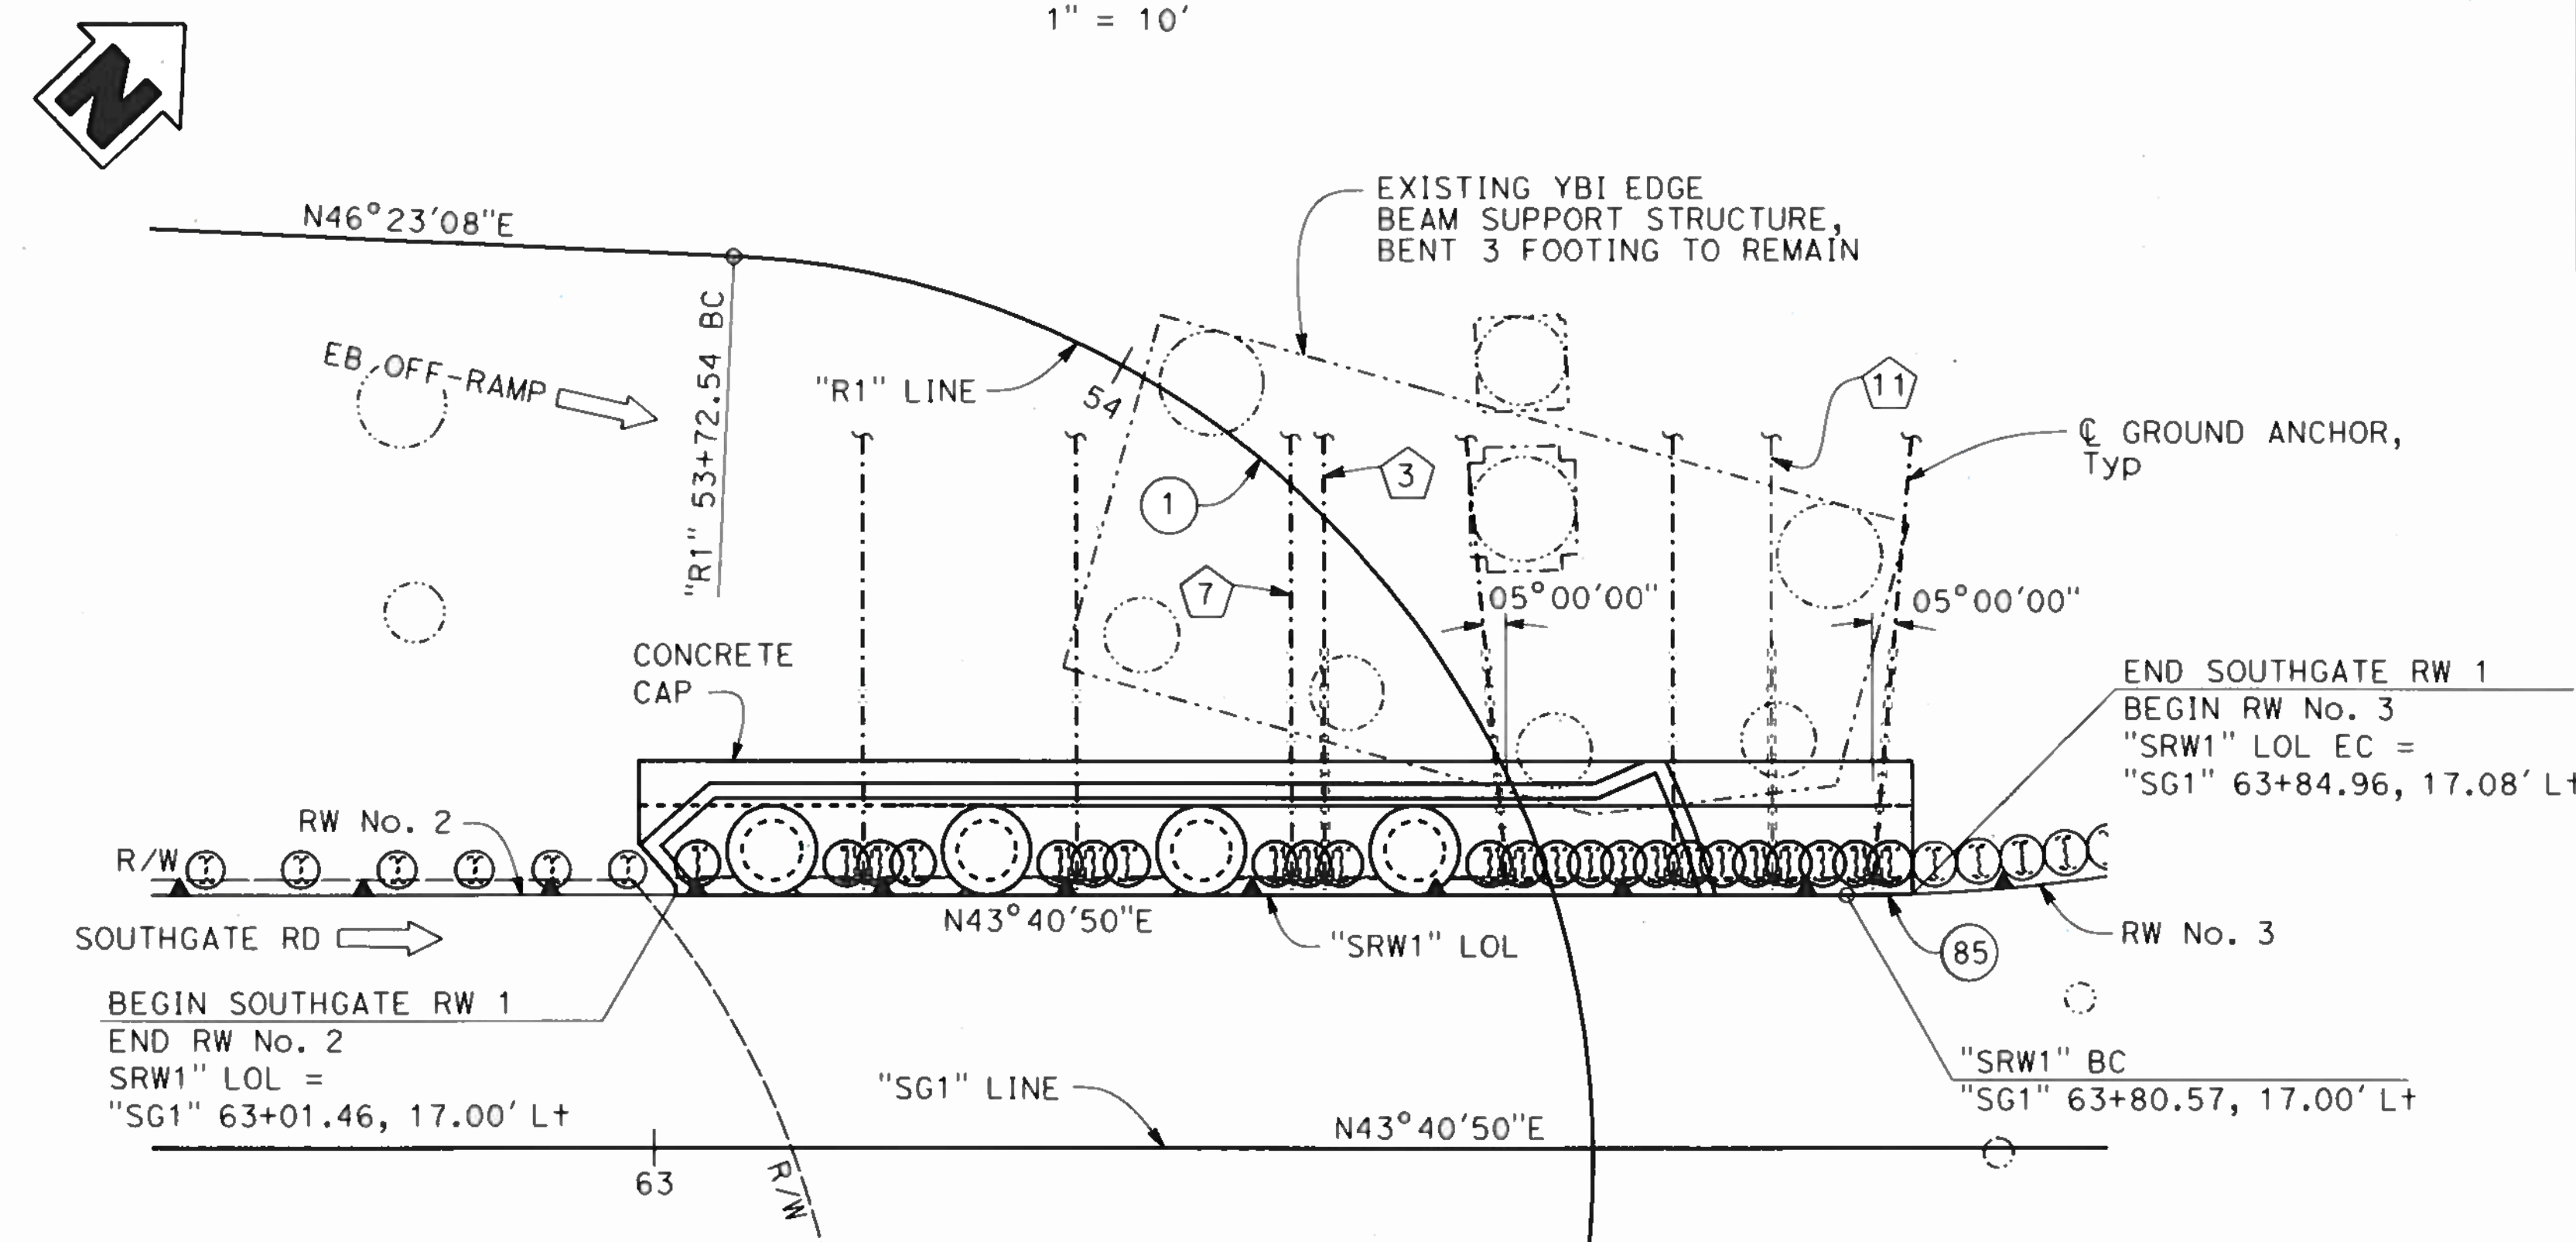 1" = 10'
N
N46°23'08"E
EXISTING YBI EDGE
BEAM SUPPORT STRUCTURE,
BENT 3 FOOTING TO REMAIN
EB OFF-RAMP
"R1" 53+72.54 BC
"R1" LINE
54
11
℄ GROUND ANCHOR,
Typ
3
1
7
05°00'00"
05°00'00"
CONCRETE
CAP
END SOUTHGATE RW 1
BEGIN RW No. 3
"SRW1" LOL EC =
"SG1" 63+84.96, 17.08' Lt
RW No. 2
R/W
N43°40'50"E
"SRW1" LOL
85
RW No. 3
SOUTHGATE RD
BEGIN SOUTHGATE RW 1
END RW No. 2
SRW1" LOL =
"SG1" 63+01.46, 17.00' Lt
"SRW1" BC
"SG1" 63+80.57, 17.00' Lt
"SG1" LINE
N43°40'50"E
63
R/W